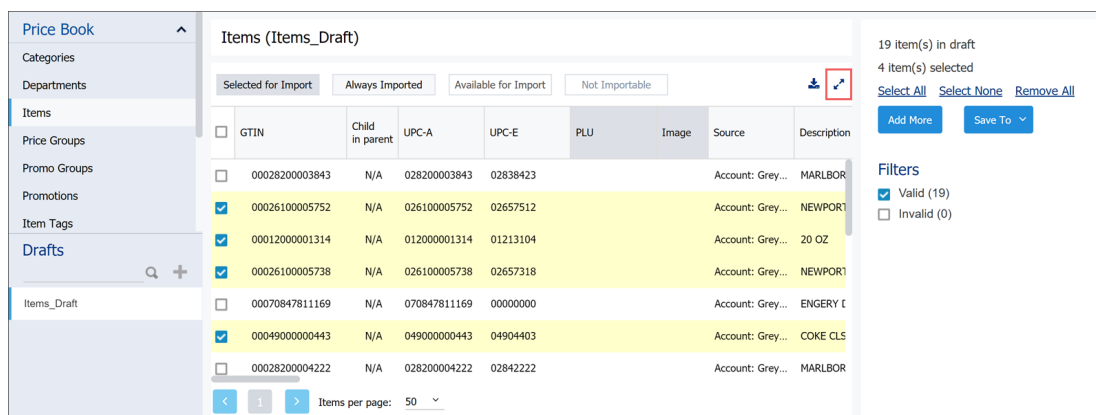 Price Book
Categories
Departments
Items
Price Groups
Promo Groups
Promotions
Item Tags
Drafts
Items_Draft
Items (Items_Draft)
Selected for Import Always Imported Available for Import Not Importable
GTIN Child in parent UPC-A UPC-E PLU Image Source Description
00028200003843 N/A 028200003843 02838423 Account: Grey... MARLBOR
00026100005752 N/A 026100005752 02657512 Account: Grey... NEWPORT
00012000001314 N/A 012000001314 01213104 Account: Grey... 20 OZ
00026100005738 N/A 026100005738 02657318 Account: Grey... NEWPORT
00070847811169 N/A 070847811169 00000000 Account: Grey... ENGERY D
00049000000443 N/A 049000000443 04904403 Account: Grey... COKE CLS
00028200004222 N/A 028200004222 02842222 Account: Grey... MARLBOR
1 Items per page: 50
19 item(s) in draft
4 item(s) selected
Select All Select None Remove All
Add More Save To
Filters
Valid (19)
Invalid (0)